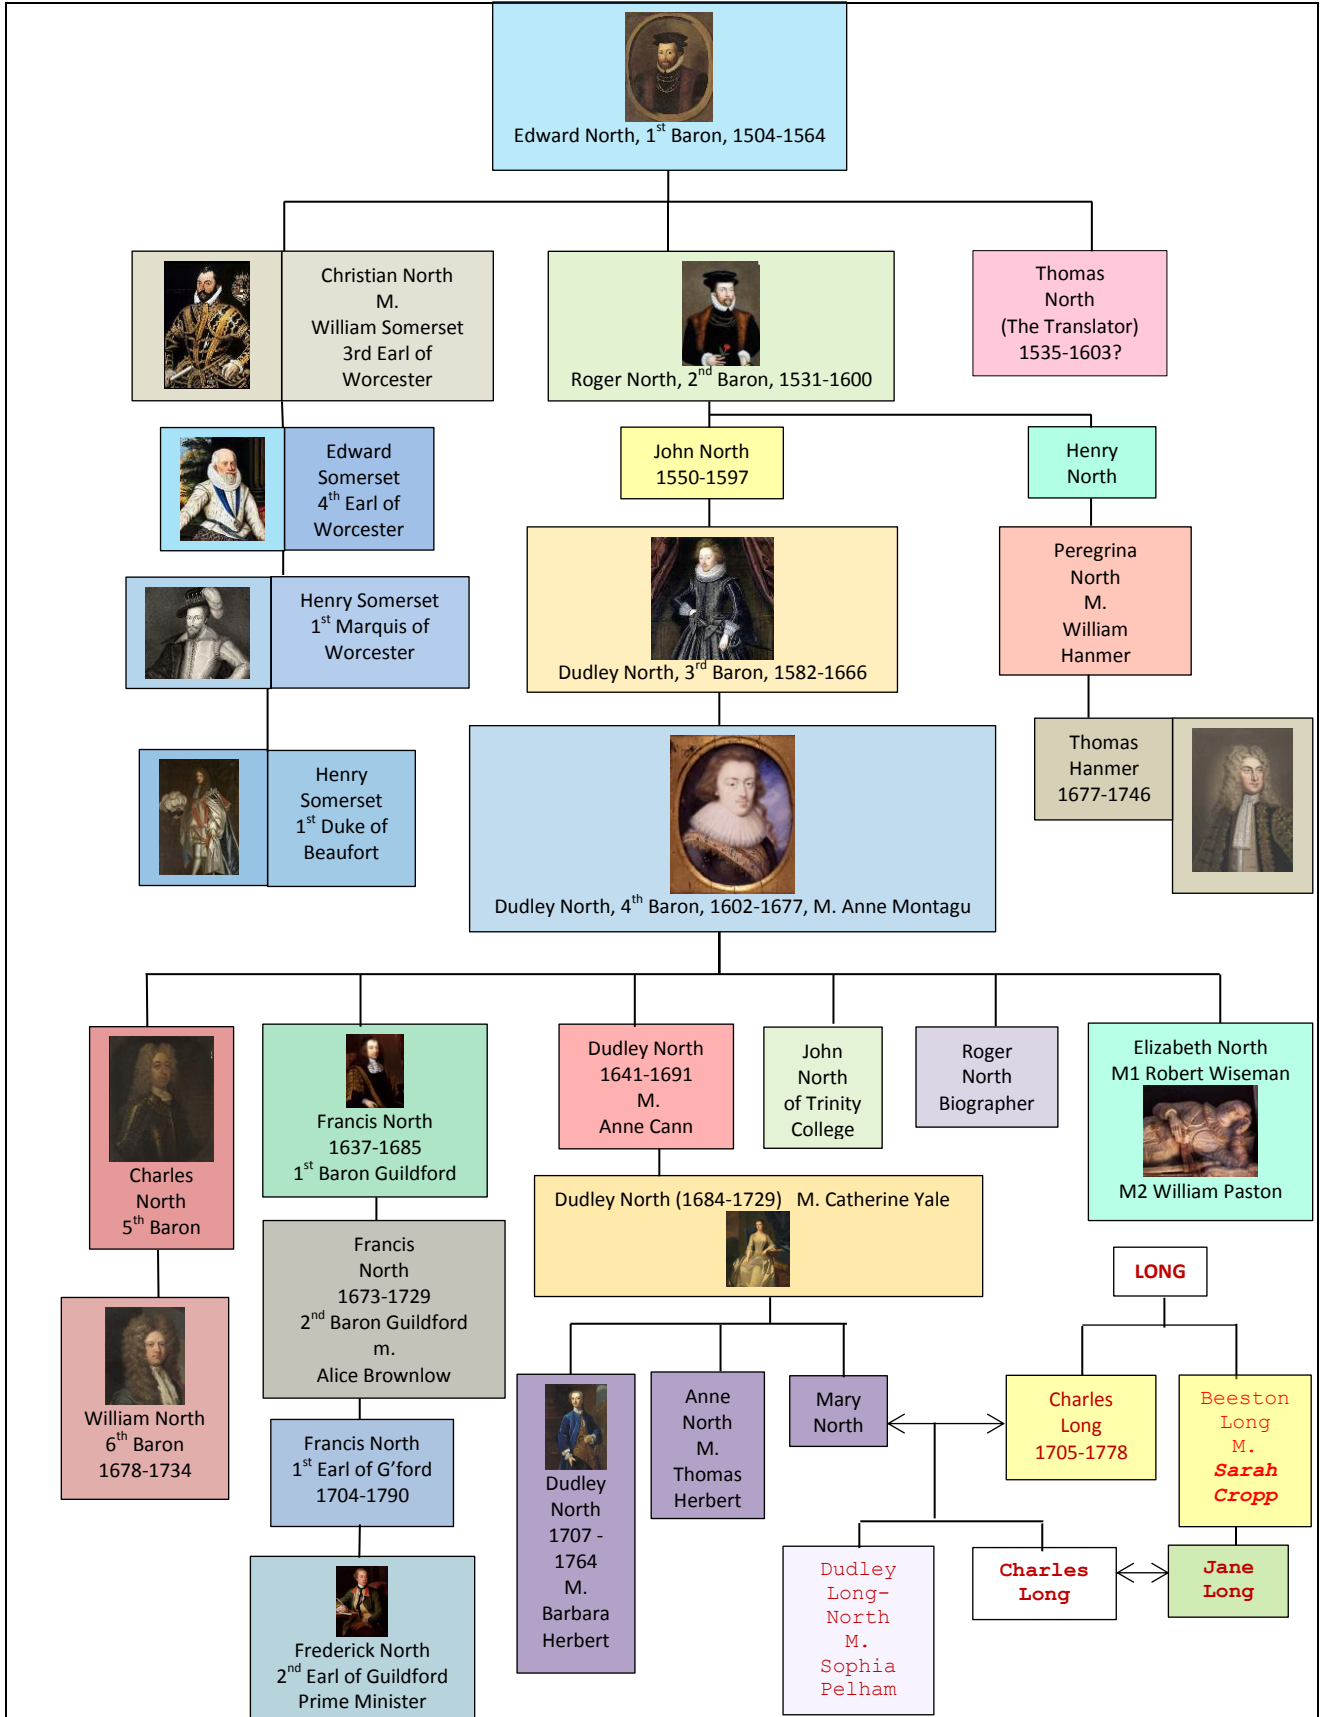 Edward North, 1st Baron, 1504-1564
Christian North
M.
William Somerset
3rd Earl of
Worcester
Roger North, 2nd Baron, 1531-1600
Thomas
North
(The Translator)
1535-1603?
Edward
Somerset
4th Earl of
Worcester
John North
1550-1597
Henry
North
Henry Somerset
1st Marquis of
Worcester
Dudley North, 3rd Baron, 1582-1666
Peregrina
North
M.
William
Hanmer
Henry
Somerset
1st Duke of
Beaufort
Dudley North, 4th Baron, 1602-1677, M. Anne Montagu
Thomas
Hanmer
1677-1746
Charles
North
5th Baron
Francis North
1637-1685
1st Baron Guildford
Dudley North
1641-1691
M.
Anne Cann
John
North
of Trinity
College
Roger
North
Biographer
Elizabeth North
M1 Robert Wiseman
M2 William Paston
William North
6th Baron
1678-1734
Francis
North
1673-1729
2nd Baron Guildford
m.
Alice Brownlow
Dudley North (1684-1729) M. Catherine Yale
LONG
Francis North
1st Earl of G’ford
1704-1790
Dudley
North
1707 -
1764
M.
Barbara
Herbert
Anne
North
M.
Thomas
Herbert
Mary
North
Charles
Long
1705-1778
Beeston
Long
M.
Sarah
Cropp
Frederick North
2nd Earl of Guildford
Prime Minister
Dudley
Long-
North
M.
Sophia
Pelham
Charles
Long
Jane
Long